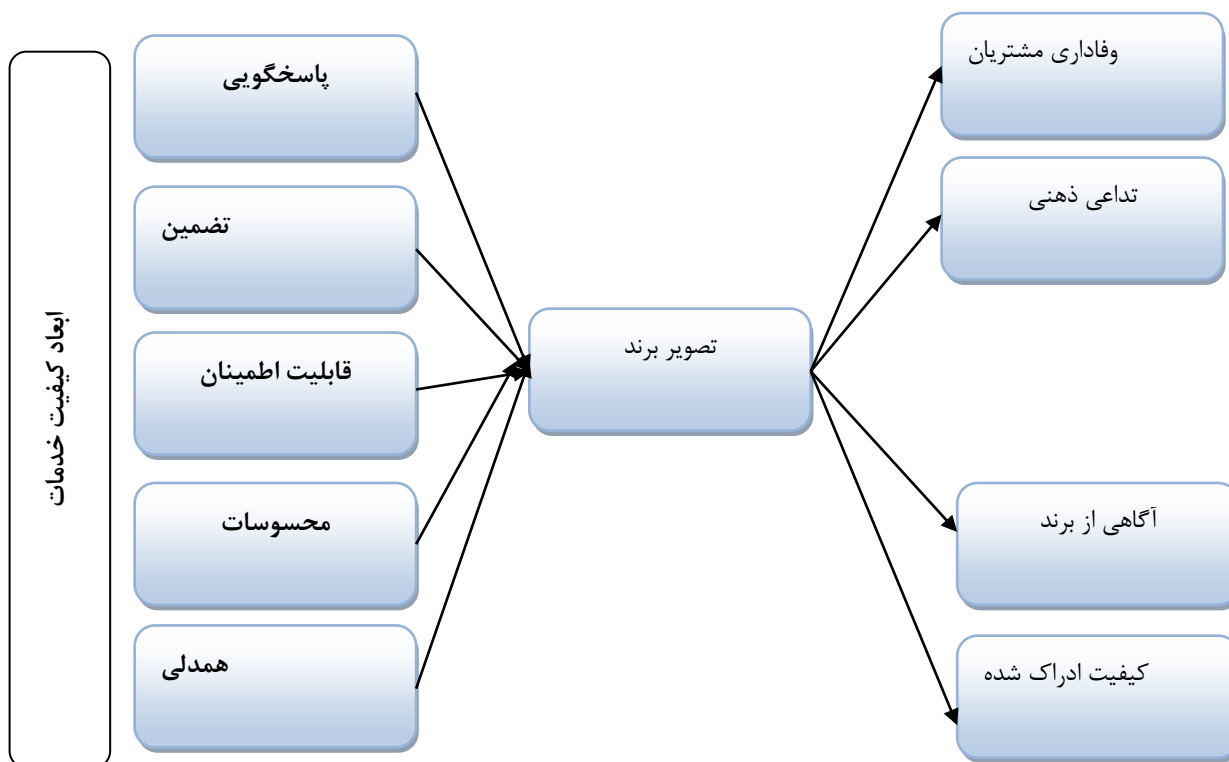 ابعاد کیفیت خدمات
پاسخگویی
تضمین
قابلیت اطمینان
محسوسات
همدلی
تصویر برند
وفاداری مشتریان
تداعی ذهنی
آگاهی از برند
کیفیت ادراک شده